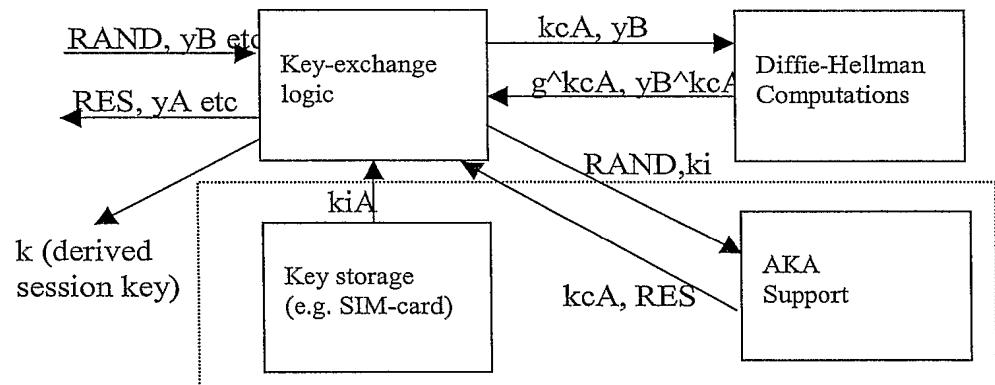 RAND, yB etc
kcA, yB
Key-exchange
logic
Diffie-Hellman
Computations
g^kcA, yB^kcA
RES, yA etc
RAND,ki
kiA
k (derived
session key)
Key storage
(e.g. SIM-card)
AKA
Support
kcA, RES